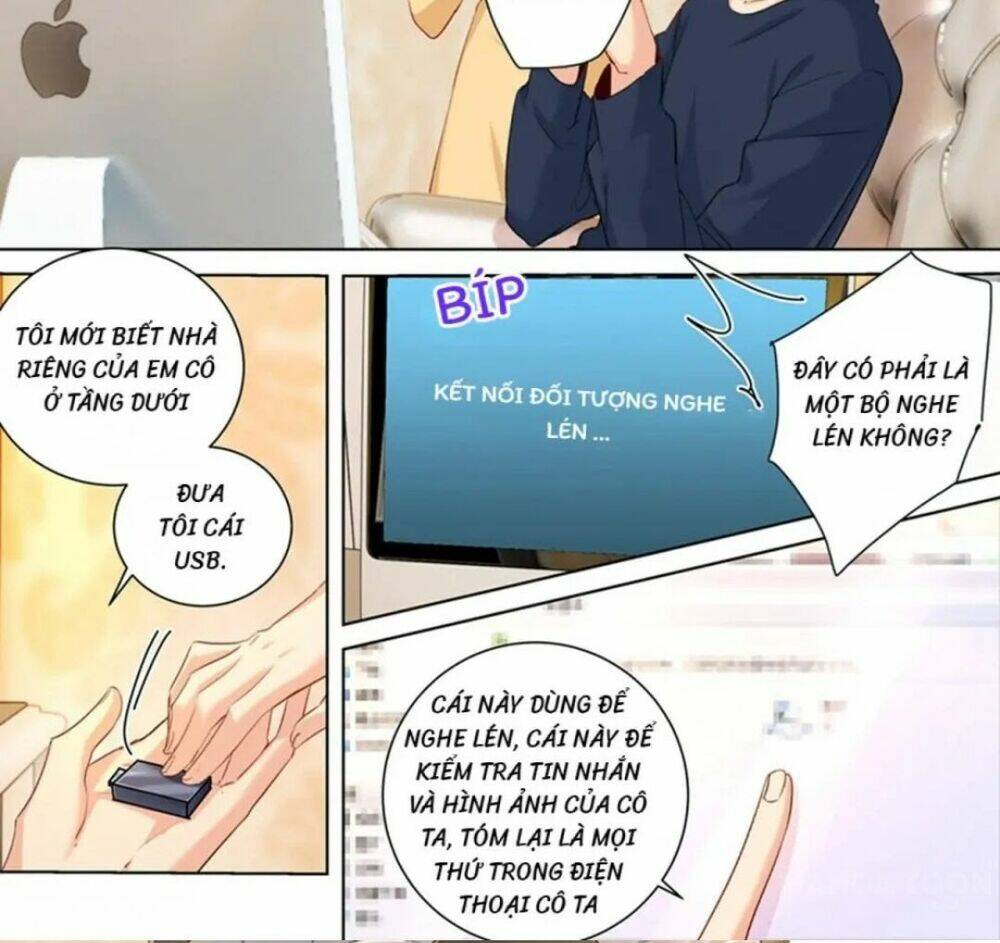 TÔI MỚI BIẾT NHÀ
RIÊNG CỦA EM CÔ
Ở TẦNG DƯỚI
ĐƯA
TÔI CÁI
USB.
BÍP
KẾT NỐI ĐỐI TƯỢNG NGHE
LÉN ...
ĐÂY CÓ PHẢI LÀ
MỘT BỘ NGHE
LÉN KHÔNG?
CÁI NÀY DÙNG ĐỂ
NGHE LÉN, CÁI NÀY ĐỂ
KIỂM TRA TIN NHẮN
VÀ HÌNH ẢNH CỦA CÔ
TA, TÓM LẠI LÀ MỌI
THỨ TRONG ĐIỆN
THOẠI CÔ TA